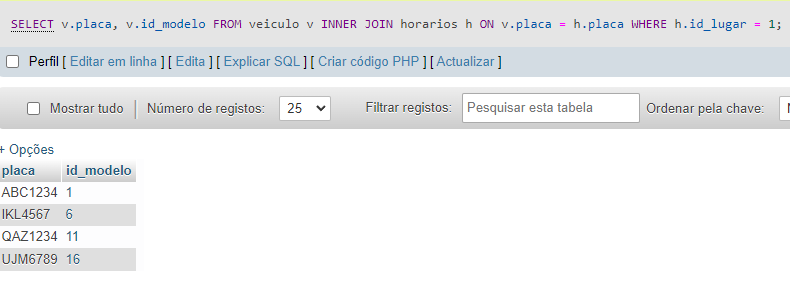 SELECT v.placa, v.id_modelo FROM veiculo v INNER JOIN horarios h ON v.placa = h.placa WHERE h.id_lugar = 1;
Perfil [ Editar em linha ] [ Edita ] [ Explicar SQL ] [ Criar código PHP ] [ Actualizar ]
Mostrar tudo | Número de registos: 25 Filtrar registos: Pesquisar esta tabela Ordenar pela chave:
+ Opções
placa id_modelo
ABC1234 1
IKL4567 6
QAZ1234 11
UJM6789 16